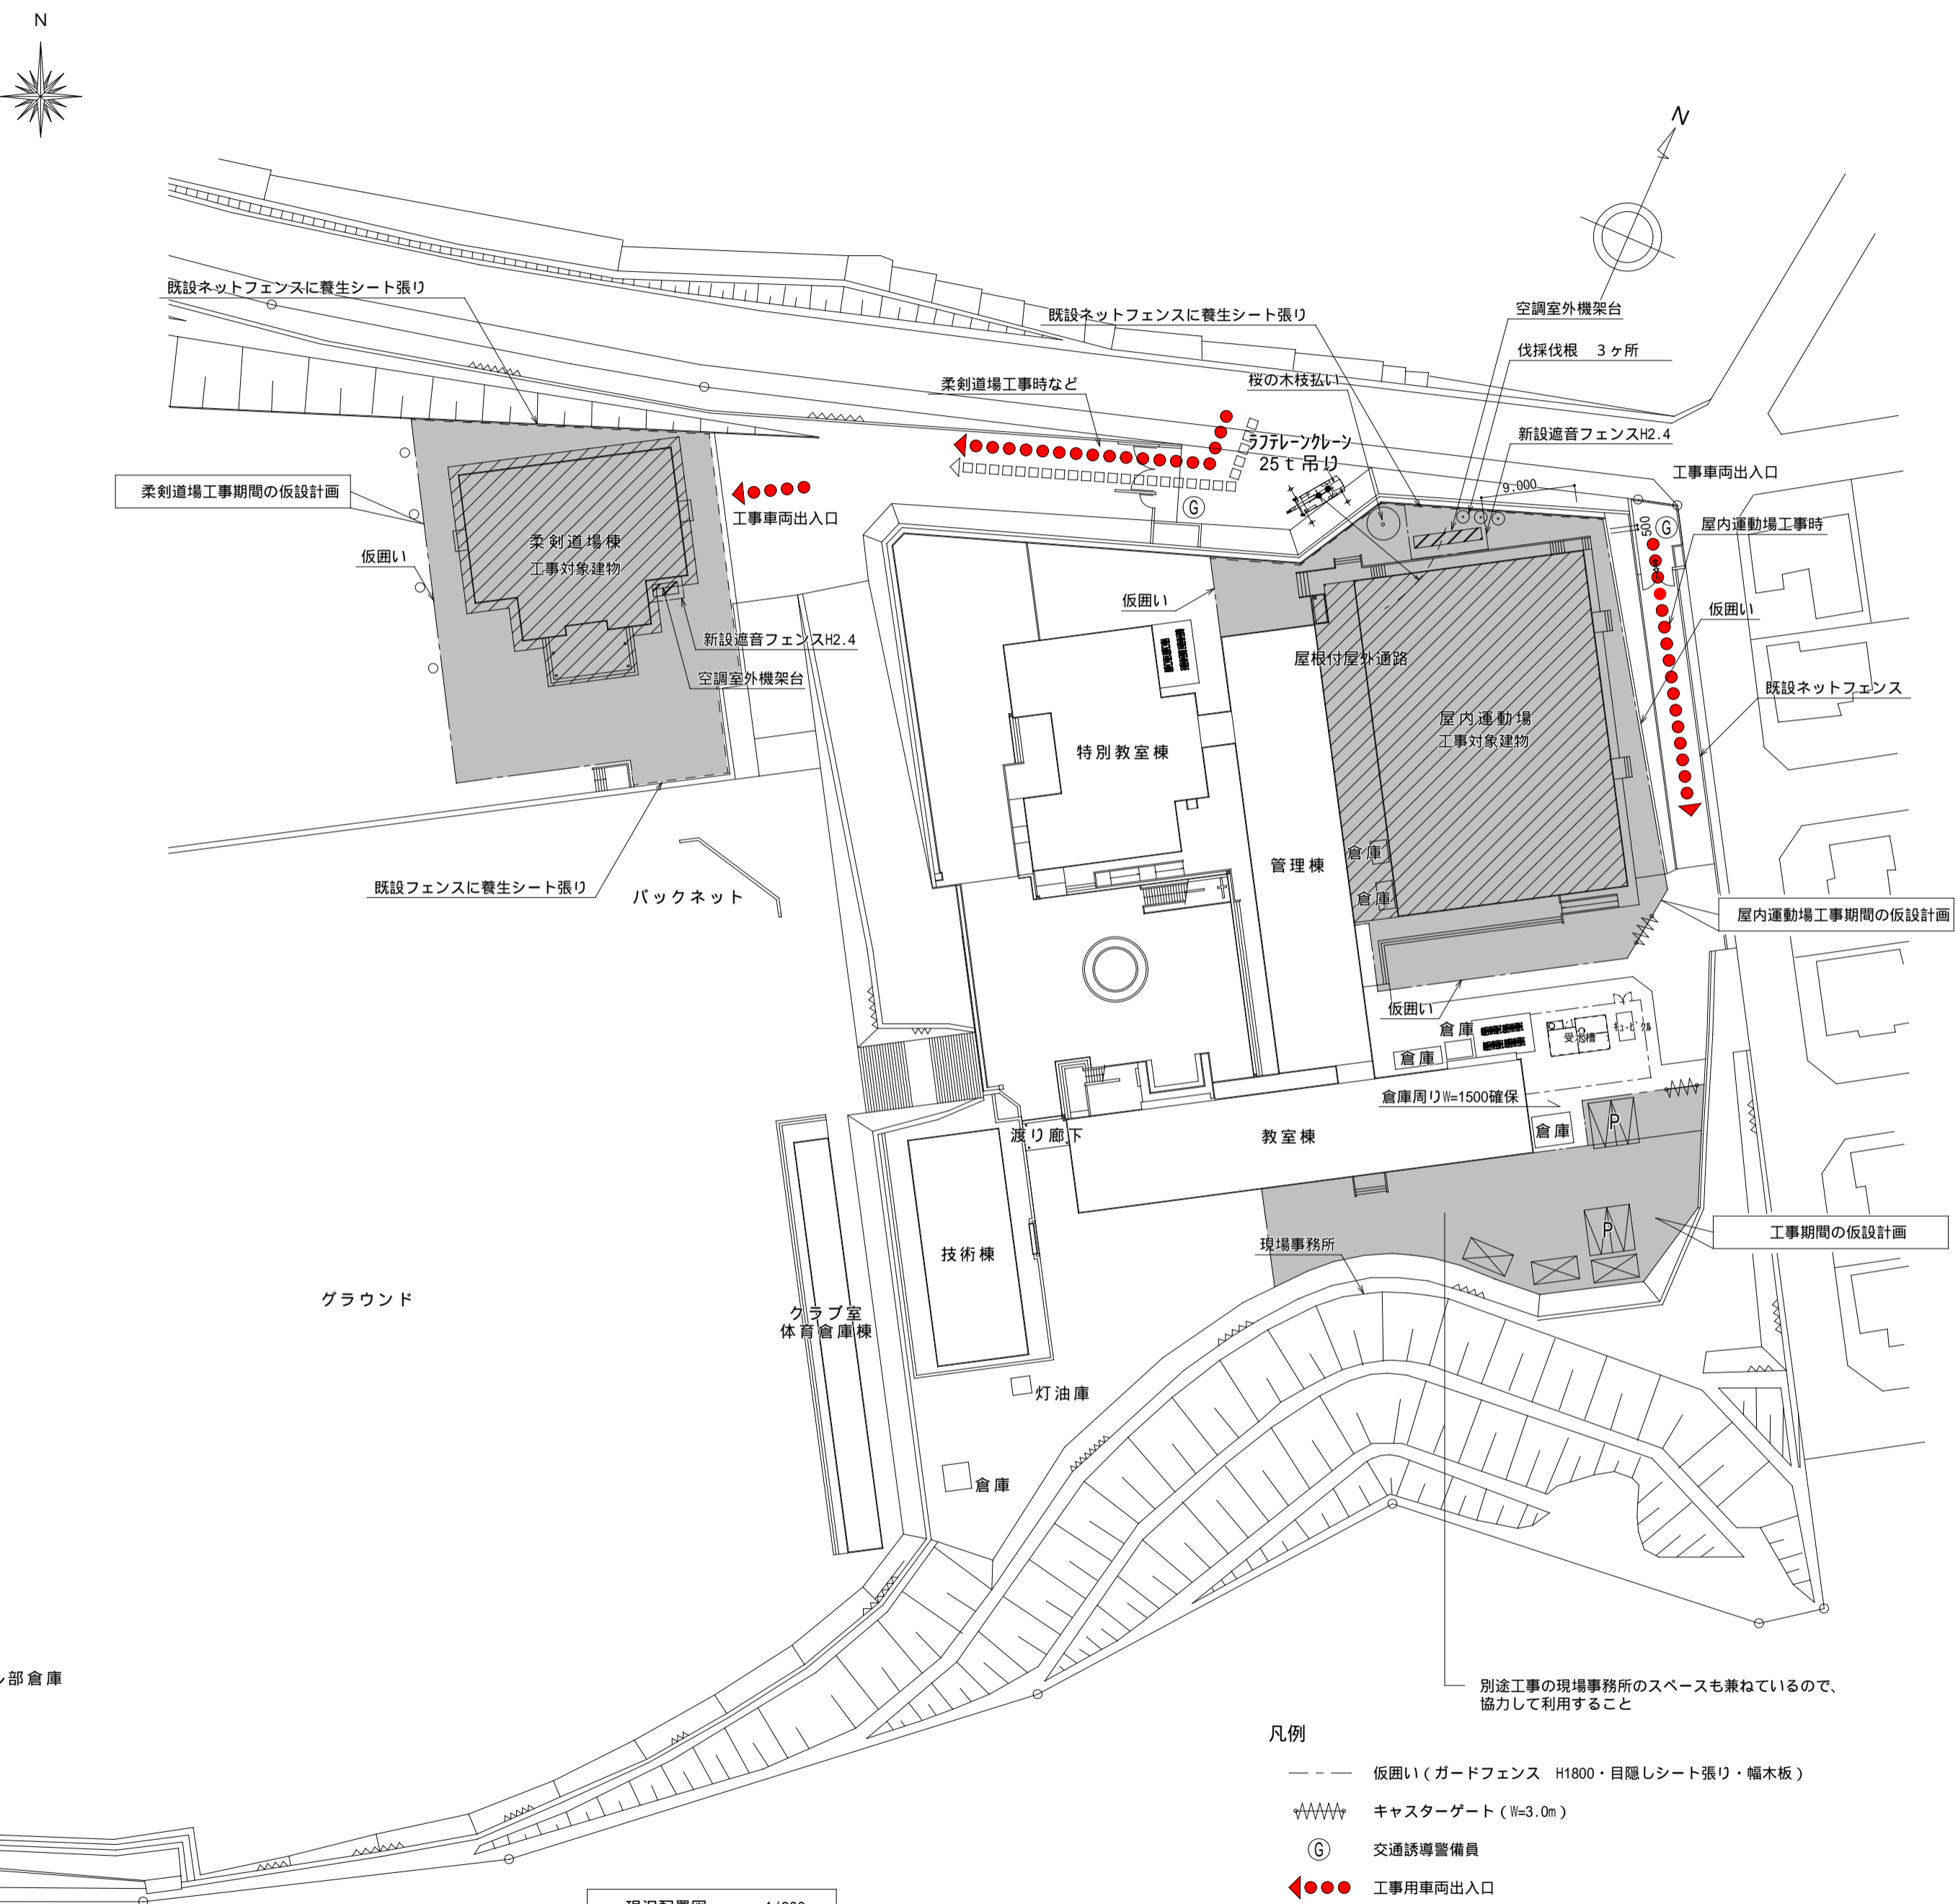 N
N
既設ネットフェンスに養生シート張り
既設ネットフェンスに養生シート張り
空調室外機架台
伐採伐根　３ヶ所
柔剣道場工事時など
桜の木枝払い
新設遮音フェンスH2.4
ラフテレーンクレーン
25ｔ吊り
工事車両出入口
9,000
柔剣道場工事期間の仮設計画
工事車両出入口
G
G
500
屋内運動場工事時
柔剣道場棟
工事対象建物
仮囲い
仮囲い
仮囲い
新設遮音フェンスH2.4
屋根付屋外通路
空調室外機架台
既設ネットフェンス
屋内運動場
工事対象建物
特別教室棟
倉庫
管理棟
既設フェンスに養生シート張り
バックネット
倉庫
屋内運動場工事期間の仮設計画
仮囲い
倉庫
受水槽
キュービクル
倉庫
倉庫周りW=1500確保
渡り廊下
教室棟
倉庫
P
P
工事期間の仮設計画
現場事務所
技術棟
グラウンド
クラブ室
体育倉庫棟
灯油庫
倉庫
部倉庫
別途工事の現場事務所のスペースも兼ねているので、
協力して利用すること
凡例
仮囲い（ガードフェンス　H1800・目隠しシート張り・幅木板）
キャスターゲート（W=3.0m）
G 交通誘導警備員
工事用車両出入口